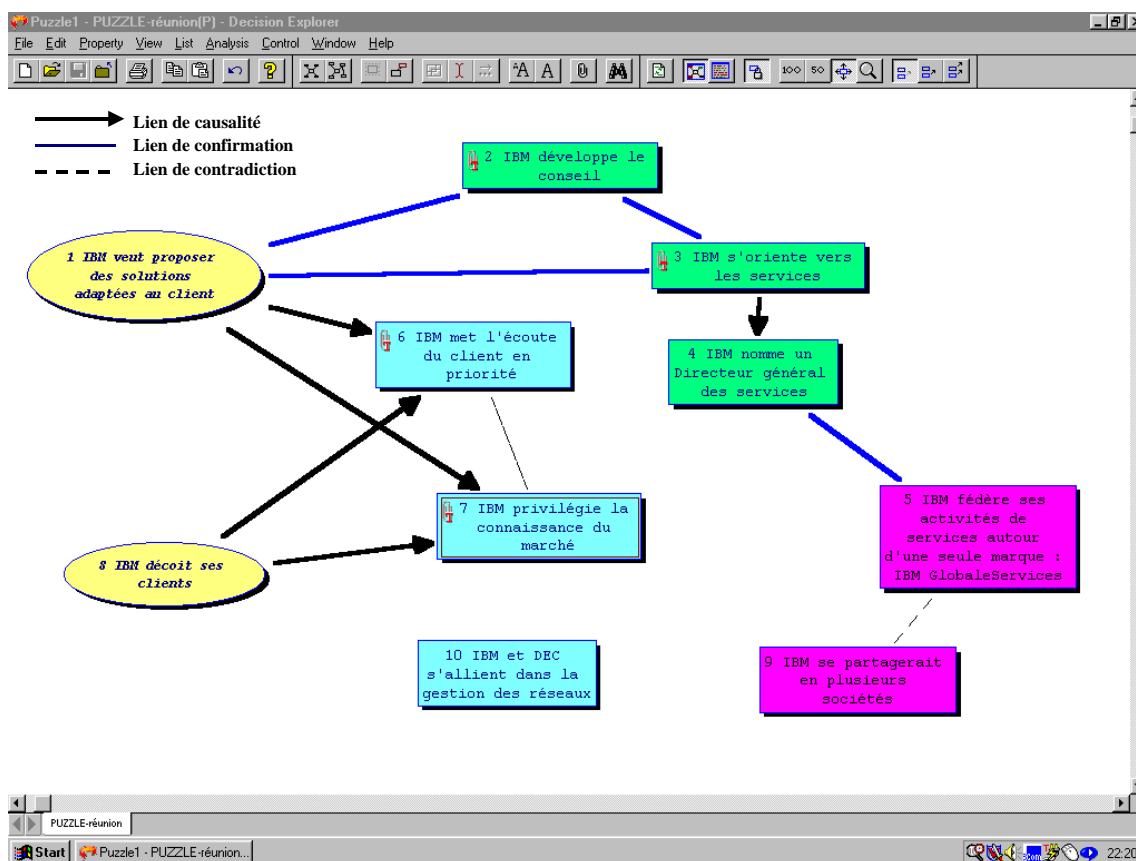 Puzzle1 - PUZZLE-réunion(P) - Decision Explorer
File Edit Property View List Analysis Control Window Help
100 50
Lien de causalité
Lien de confirmation
Lien de contradiction
2 IBM développe le
conseil
1 IBM veut proposer
des solutions
adaptées au client
3 IBM s'oriente vers
les services
6 IBM met l'écoute
du client en
priorité
4 IBM nomme un
Directeur général
des services
7 IBM privilégie la
connaissance du
marché
5 IBM fédère ses
activités de
services autour
d'une seule marque :
IBM GlobaleServices
8 IBM décoit ses
clients
10 IBM et DEC
s'allient dans la
gestion des réseaux
9 IBM se partagerait
en plusieurs
sociétés
PUZZLE-réunion
Start Puzzle1 - PUZZLE-réunion... 22:20